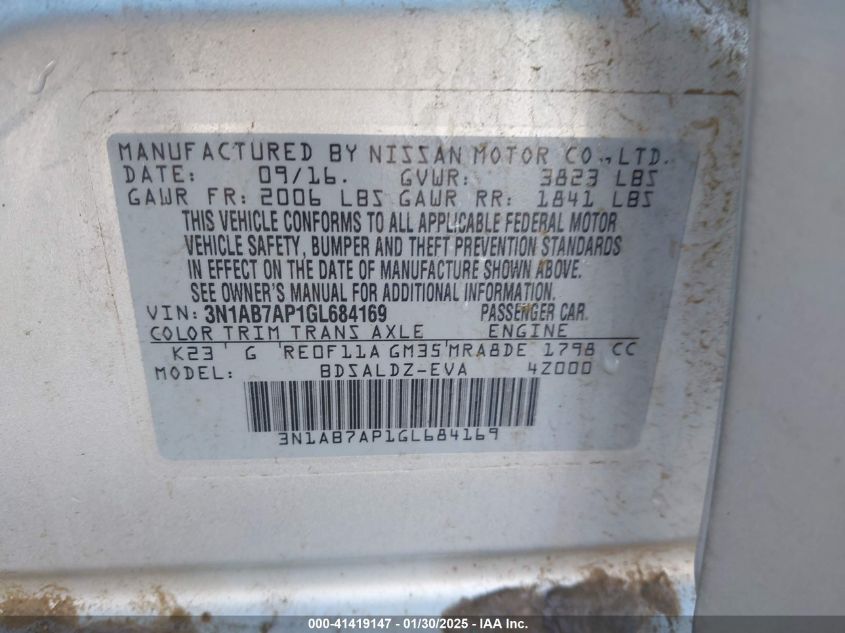 MANUFACTURED BY NISSAN MOTOR CO., LTD.
DATE: 09/16. GVWR: 3823 LBS
GAWR FR: 2006 LBS GAWR RR: 1841 LBS
THIS VEHICLE CONFORMS TO ALL APPLICABLE FEDERAL MOTOR
VEHICLE SAFETY, BUMPER AND THEFT PREVENTION STANDARDS
IN EFFECT ON THE DATE OF MANUFACTURE SHOWN ABOVE.
SEE OWNER'S MANUAL FOR ADDITIONAL INFORMATION.
VIN: 3N1AB7AP1GL684169 PASSENGER CAR.
COLOR TRIM TRANS AXLE ENGINE
K23 G RE0F11A GM35 MRA8DE 1798 CC
MODEL: BDSALDZ-EVA 4Z000
3N1AB7AP1GL684169
000-41419147 - 01/30/2025 - IAA Inc.